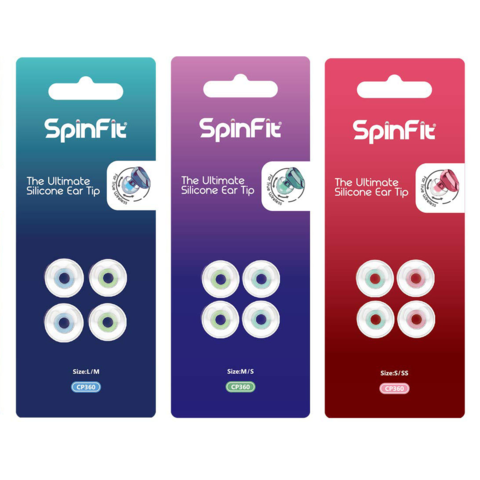 SpinFit®
The Ultimate
Silicone Ear Tip
Size:L/M
CP360
SpinFit®
The Ultimate
Silicone Ear Tip
Size:M/S
CP360
SpinFit®
The Ultimate
Silicone Ear Tip
Size:S/SS
CP360